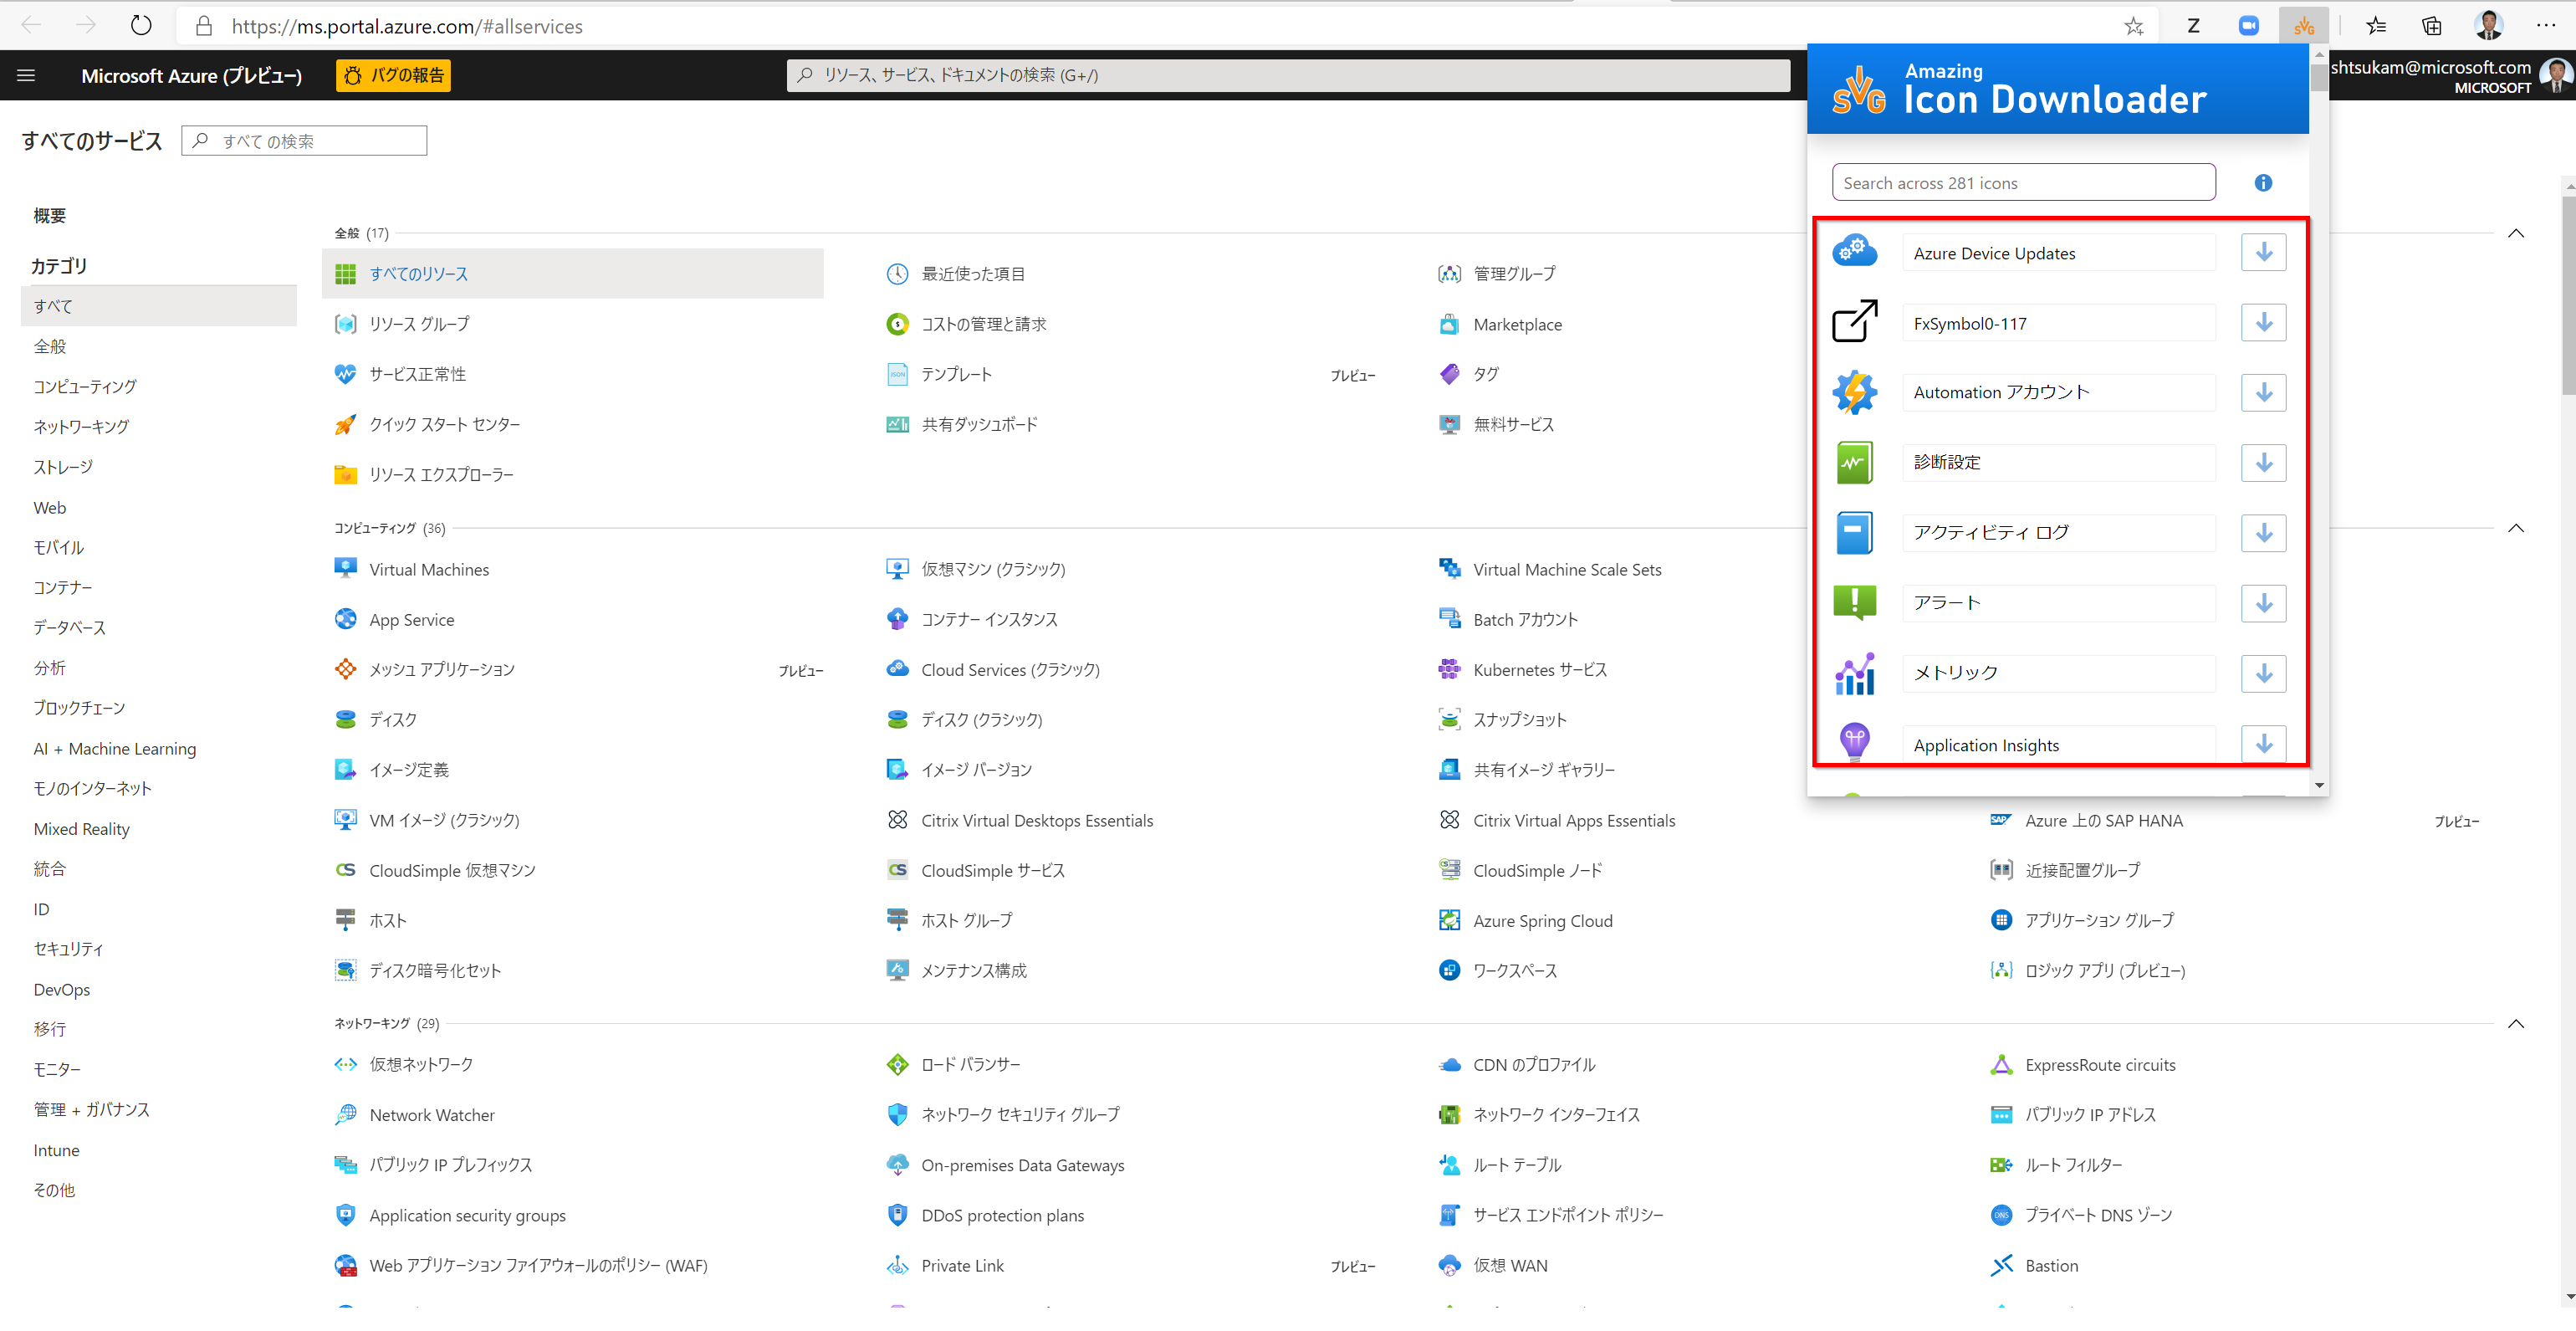 https://ms.portal.azure.com/#allservices
Z
SVG
Microsoft Azure (プレビュー)
バグの報告
リソース、サービス、ドキュメントの検索 (G+/)
shtsukam@microsoft.com
MICROSOFT
SVG
Amazing
Icon Downloader
Search across 281 icons
Azure Device Updates
FxSymbol0-117
Automation アカウント
診断設定
アクティビティ ログ
アラート
メトリック
Application Insights
すべてのサービス
すべて の検索
概要
カテゴリ
すべて
全般
コンピューティング
ネットワーキング
ストレージ
Web
モバイル
コンテナー
データベース
分析
ブロックチェーン
AI + Machine Learning
モノのインターネット
Mixed Reality
統合
ID
セキュリティ
DevOps
移行
モニター
管理 + ガバナンス
Intune
その他
全般 (17)
すべてのリソース
最近使った項目
管理グループ
リソース グループ
コストの管理と請求
Marketplace
サービス正常性
テンプレート
プレビュー
タグ
クイック スタート センター
共有ダッシュボード
無料サービス
リソース エクスプローラー
コンピューティング (36)
Virtual Machines
仮想マシン (クラシック)
Virtual Machine Scale Sets
App Service
コンテナー インスタンス
Batch アカウント
メッシュ アプリケーション
プレビュー
Cloud Services (クラシック)
Kubernetes サービス
ディスク
ディスク (クラシック)
スナップショット
イメージ定義
イメージ バージョン
共有イメージ ギャラリー
VM イメージ (クラシック)
Citrix Virtual Desktops Essentials
Citrix Virtual Apps Essentials
Azure 上の SAP HANA
プレビュー
CloudSimple 仮想マシン
CloudSimple サービス
CloudSimple ノード
近接配置グループ
ホスト
ホスト グループ
Azure Spring Cloud
アプリケーション グループ
ディスク暗号化セット
メンテナンス構成
ワークスペース
ロジック アプリ (プレビュー)
ネットワーキング (29)
仮想ネットワーク
ロード バランサー
CDN のプロファイル
ExpressRoute circuits
Network Watcher
ネットワーク セキュリティ グループ
ネットワーク インターフェイス
パブリック IP アドレス
パブリック IP プレフィックス
On-premises Data Gateways
ルート テーブル
ルート フィルター
Application security groups
DDoS protection plans
サービス エンドポイント ポリシー
プライベート DNS ゾーン
Web アプリケーション ファイアウォールのポリシー (WAF)
Private Link
プレビュー
仮想 WAN
Bastion